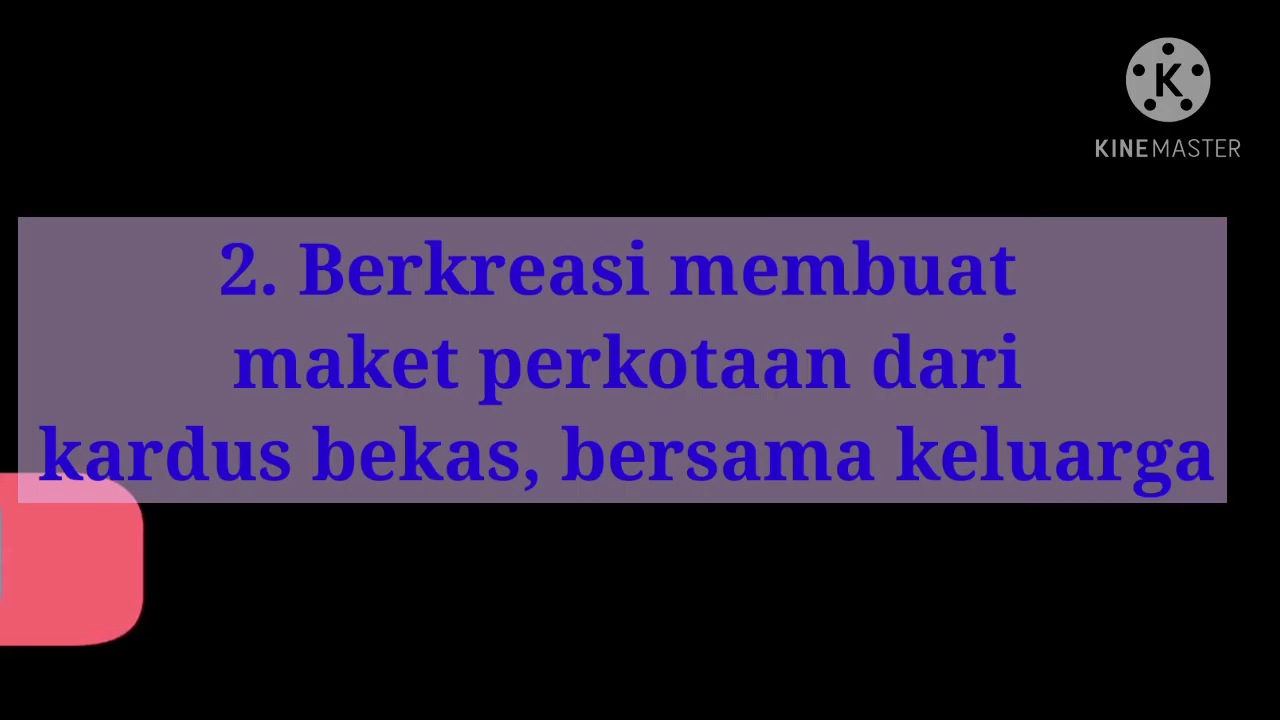 K
KINEMASTER
2. Berkreasi membuat
maket perkotaan dari
kardus bekas, bersama keluarga